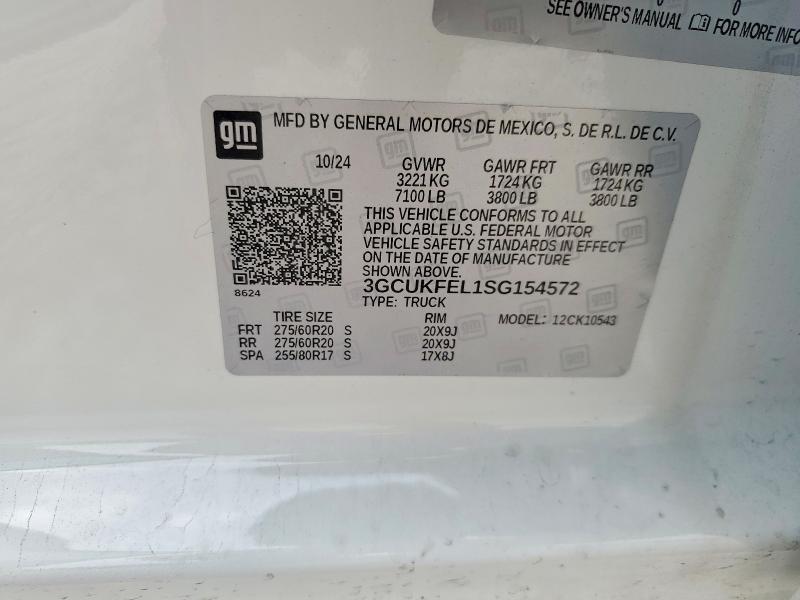 0 0
SEE OWNER'S MANUAL FOR MORE INFO
gm MFD BY GENERAL MOTORS DE MEXICO, S. DE R.L. DE C.V.
10/24 GVWR GAWR FRT GAWR RR
3221 KG 1724 KG 1724 KG
7100 LB 3800 LB 3800 LB
THIS VEHICLE CONFORMS TO ALL
APPLICABLE U.S. FEDERAL MOTOR
VEHICLE SAFETY STANDARDS IN EFFECT
ON THE DATE OF MANUFACTURE
SHOWN ABOVE.
8624
3GCUKFEL1SG154572
TYPE: TRUCK
TIRE SIZE RIM MODEL: 12CK10543
FRT 275/60R20 S 20X9J
RR 275/60R20 S 20X9J
SPA 255/80R17 S 17X8J